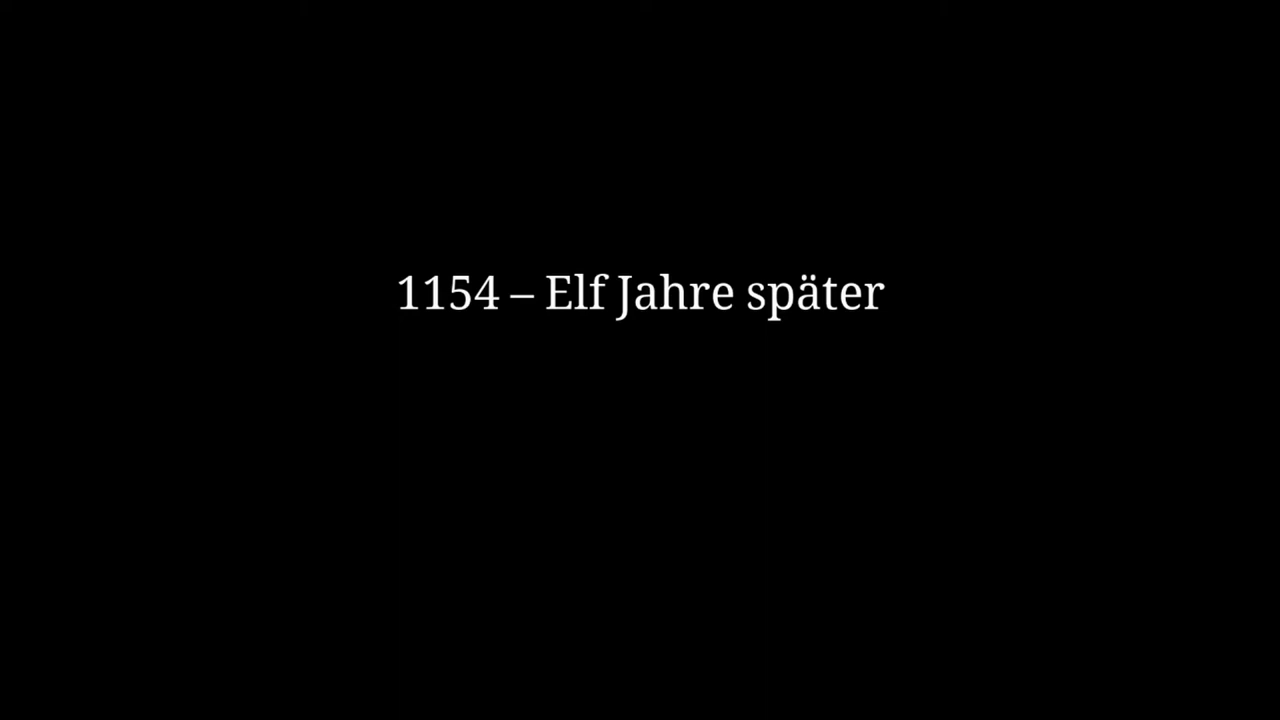 1154 – Elf Jahre später